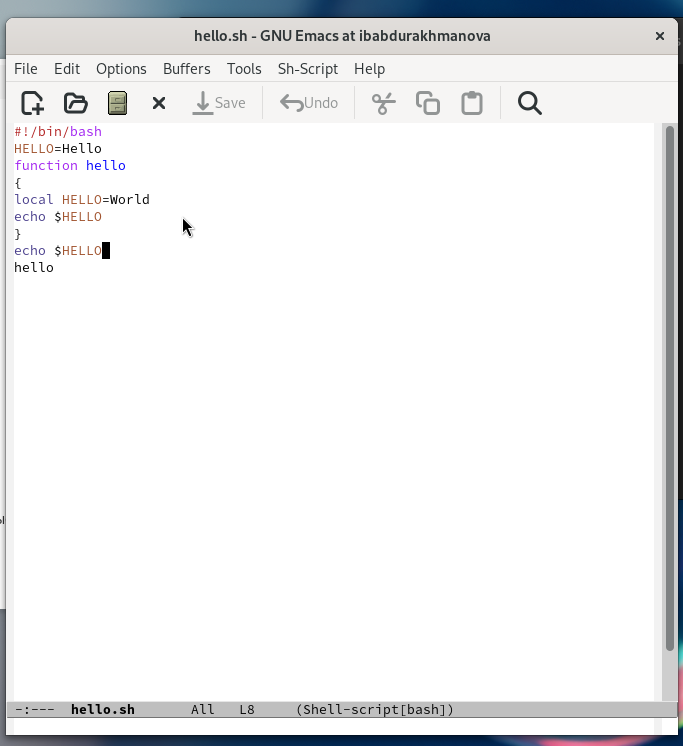 hello.sh - GNU Emacs at ibabdurakhmanova
File Edit Options Buffers Tools Sh-Script Help
Save Undo
#!/bin/bash
HELLO=Hello
function hello
{
local HELLO=World
echo $HELLO
}
echo $HELLO
hello
-:--- hello.sh All L8 (Shell-script[bash])